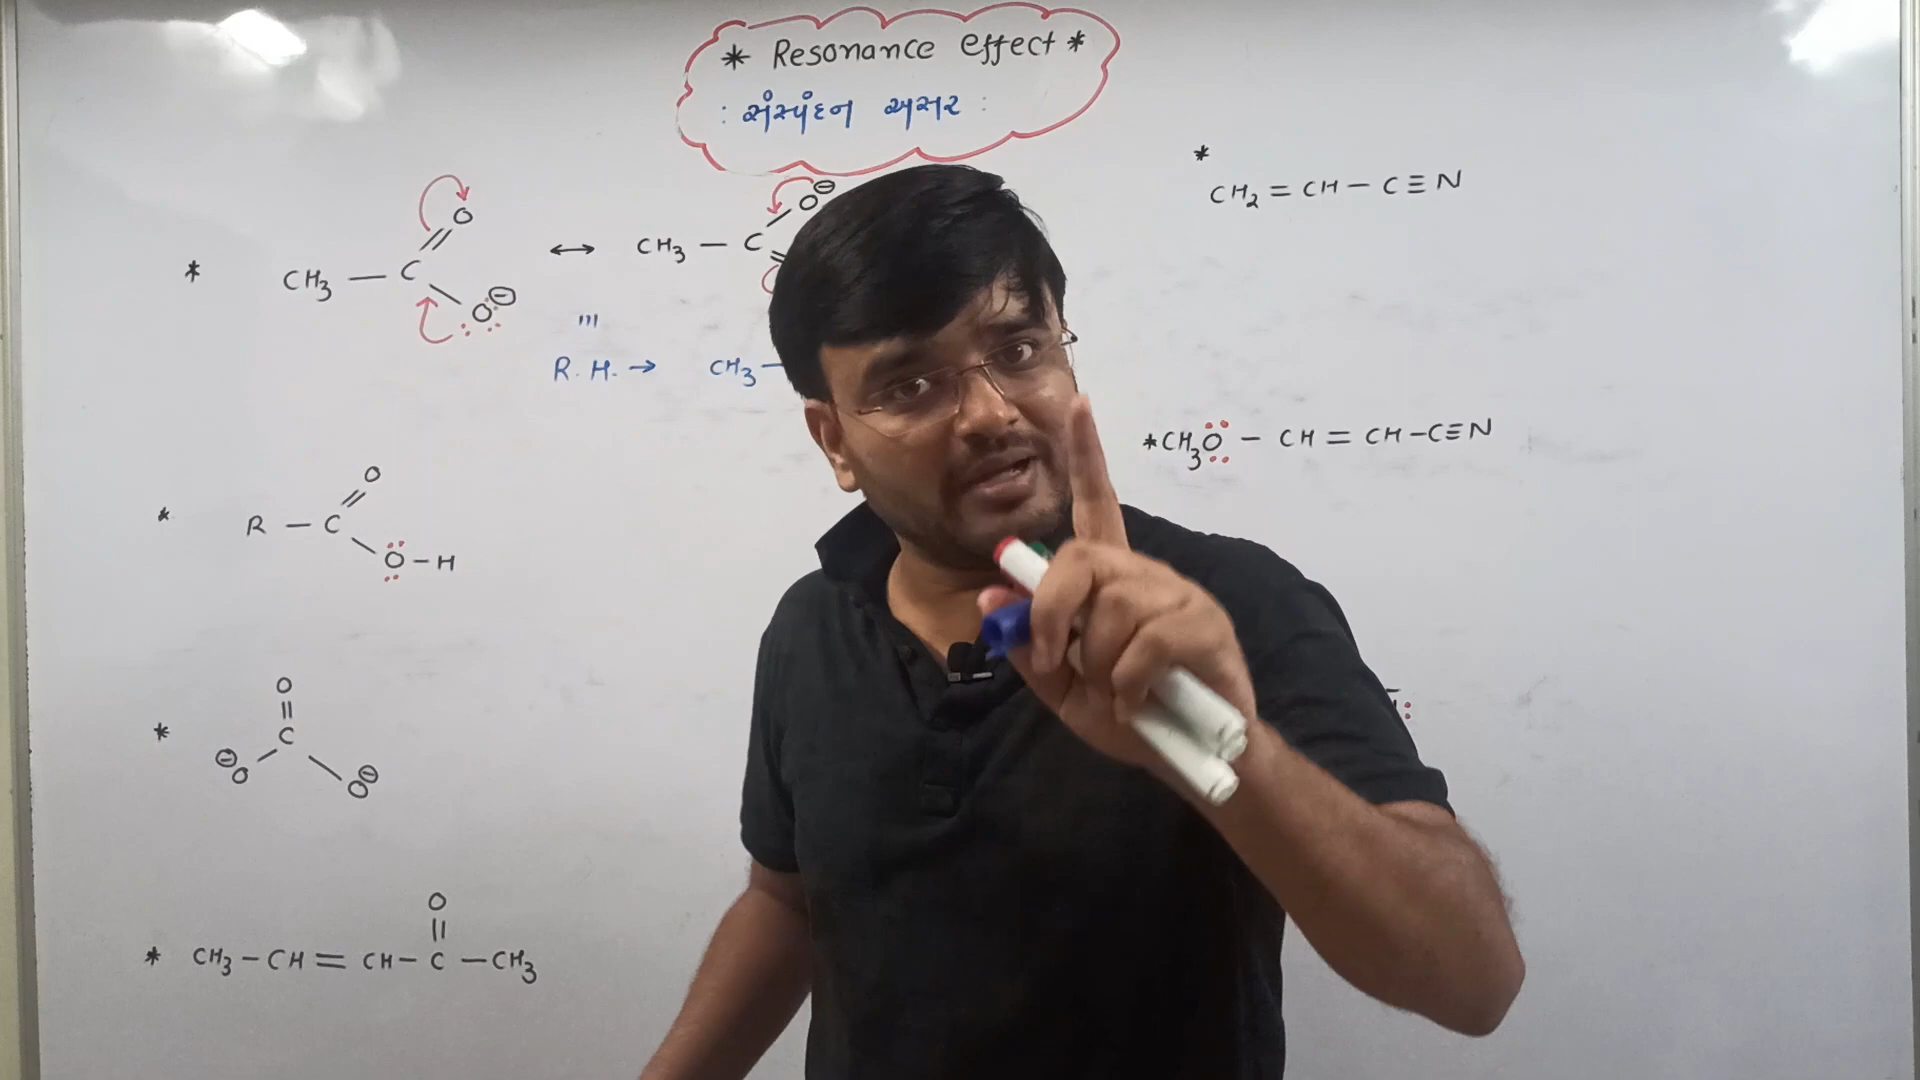 * Resonance effect *
: સંસ્પંદન અસર :
*
CH₂ = CH — C ≡ N
O
O⊖
* CH₃ — C
O⊖
↔
CH₃ — C
'''
R. H. → CH₃ —
* CH₃O — CH = CH – C≡N
O
* R — C
O – H
O
* C
⊖O
O⊖
O
* CH₃ – CH = CH – C – CH₃